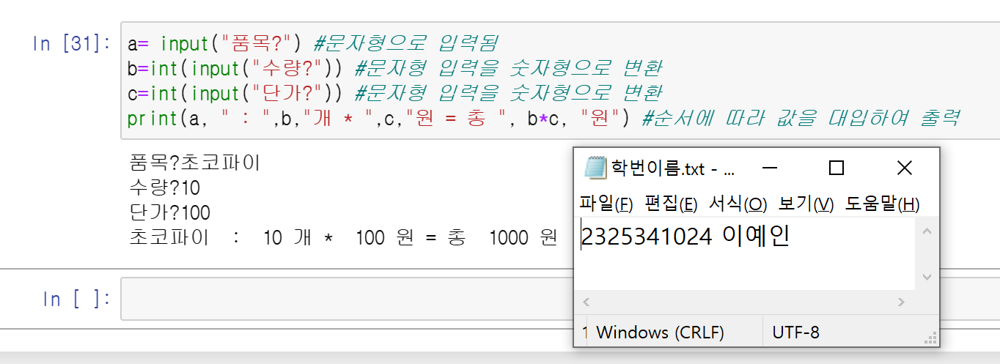 In [31]:
a= input("품목?") #문자형으로 입력됨
b=int(input("수량?")) #문자형 입력을 숫자형으로 변환
c=int(input("단가?")) #문자형 입력을 숫자형으로 변환
print(a, " : ",b,"개 * ",c,"원 = 총 ", b*c, "원") #순서에 따라 값을 대입하여 출력
품목?초코파이
수량?10
단가?100
초코파이  :  10 개 *  100 원 = 총  1000 원
In [ ]:
학번이름.txt - ...
파일(F) 편집(E) 서식(O) 보기(V) 도움말(H)
2325341024 이예인
Windows (CRLF) UTF-8